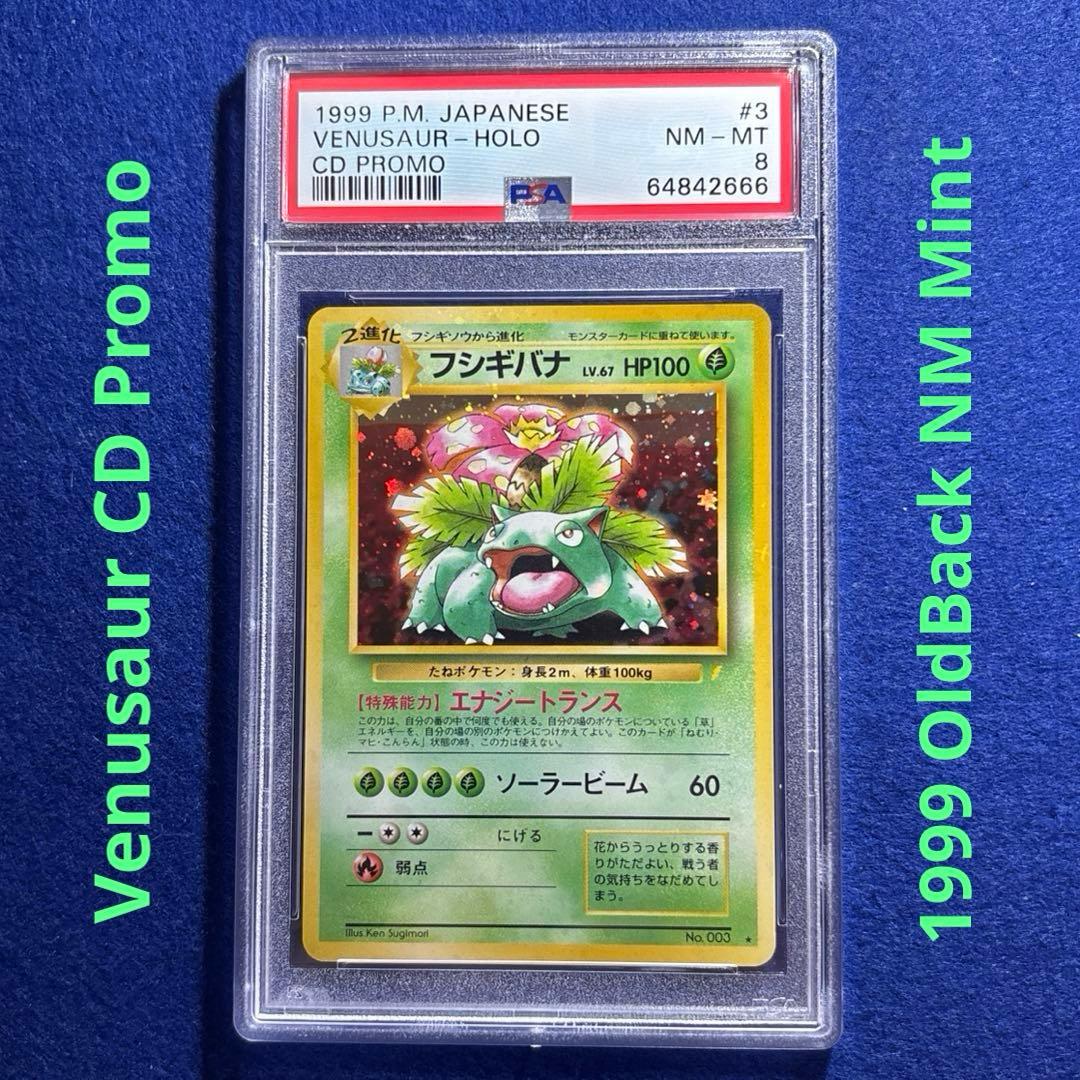 Venusaur CD Promo
1999 P.M. JAPANESE #3
VENUSAUR-HOLO NM-MT
CD PROMO 8
PSA 64842666
2進化 フシギソウから進化 モンスターカードに重ねて使います。
フシギバナ LV.67 HP100
たねポケモン:身長2m、体重100kg
【特殊能力】エナジートランス
この力は、自分の番の中で何度でも使える。自分の場のポケモンについている「草」
エネルギーを、自分の場の別のポケモンにつけかえてよい。このカードが「ねむり・
マヒ・こんらん」状態の時、この力は使えない。
ソーラービーム 60
にげる
弱点
花からうっとりする香
りがただよい、戦う者
の気持ちをなだめてし
まう。
Illus. Ken Sugimori No. 003 ★
1999 OldBack NM Mint